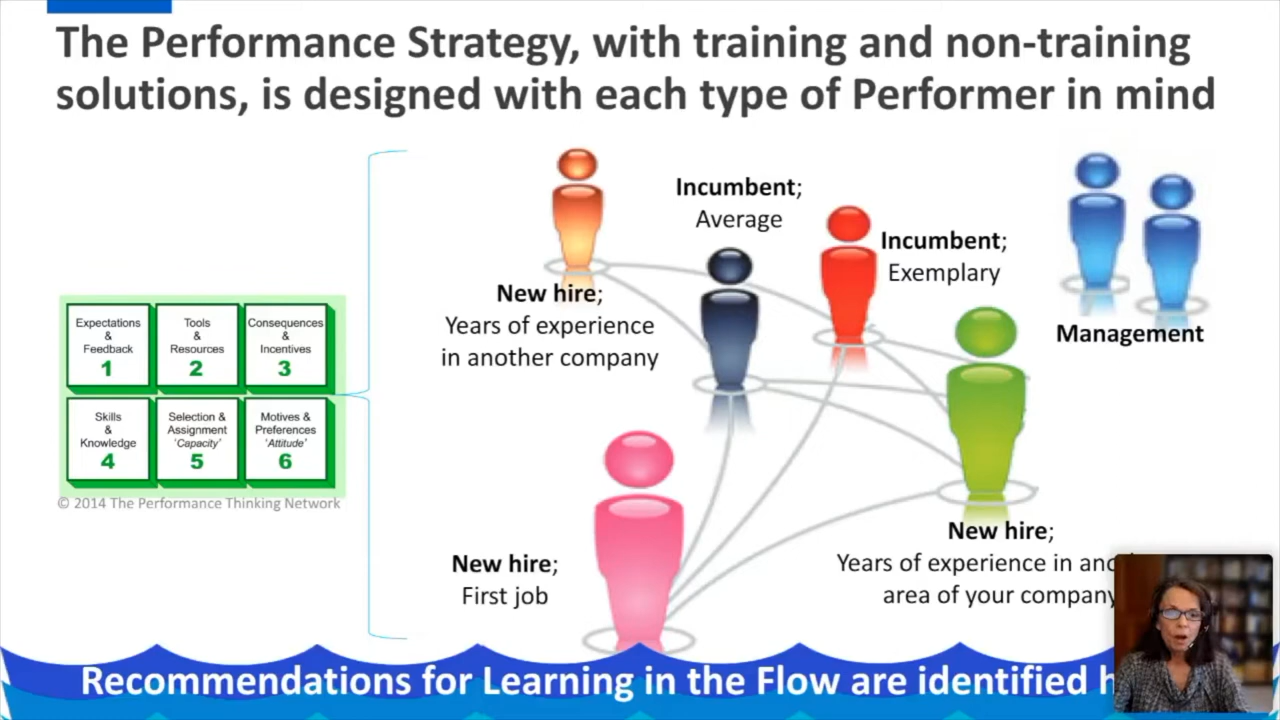 The Performance Strategy, with training and non-training
solutions, is designed with each type of Performer in mind
Expectations
&
Feedback
1
Tools
&
Resources
2
Consequences
&
Incentives
3
Skills
&
Knowledge
4
Selection &
Assignment
'Capacity'
5
Motives &
Preferences
'Attitude'
6
© 2014 The Performance Thinking Network
New hire;
Years of experience
in another company
Incumbent;
Average
Incumbent;
Exemplary
Management
New hire;
First job
New hire;
Years of experience in
area of your company
Recommendations for Learning in the Flow are identified